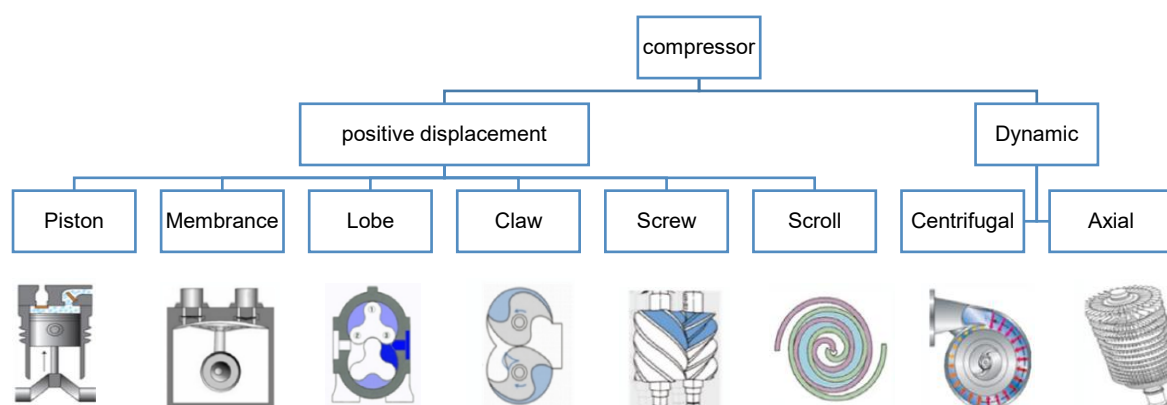 compressor
positive displacement
Dynamic
Piston
Membrance
Lobe
Claw
Screw
Scroll
Centrifugal
Axial